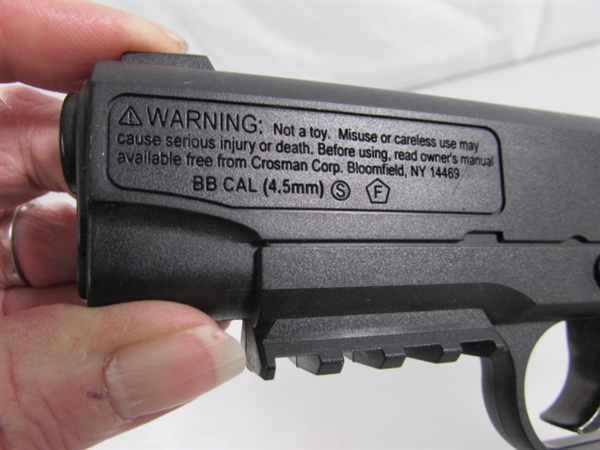 ⚠WARNING: Not a toy. Misuse or careless use may
cause serious injury or death. Before using, read owner's manual
available free from Crosman Corp. Bloomfield, NY 14469
BB CAL (4.5mm) S F